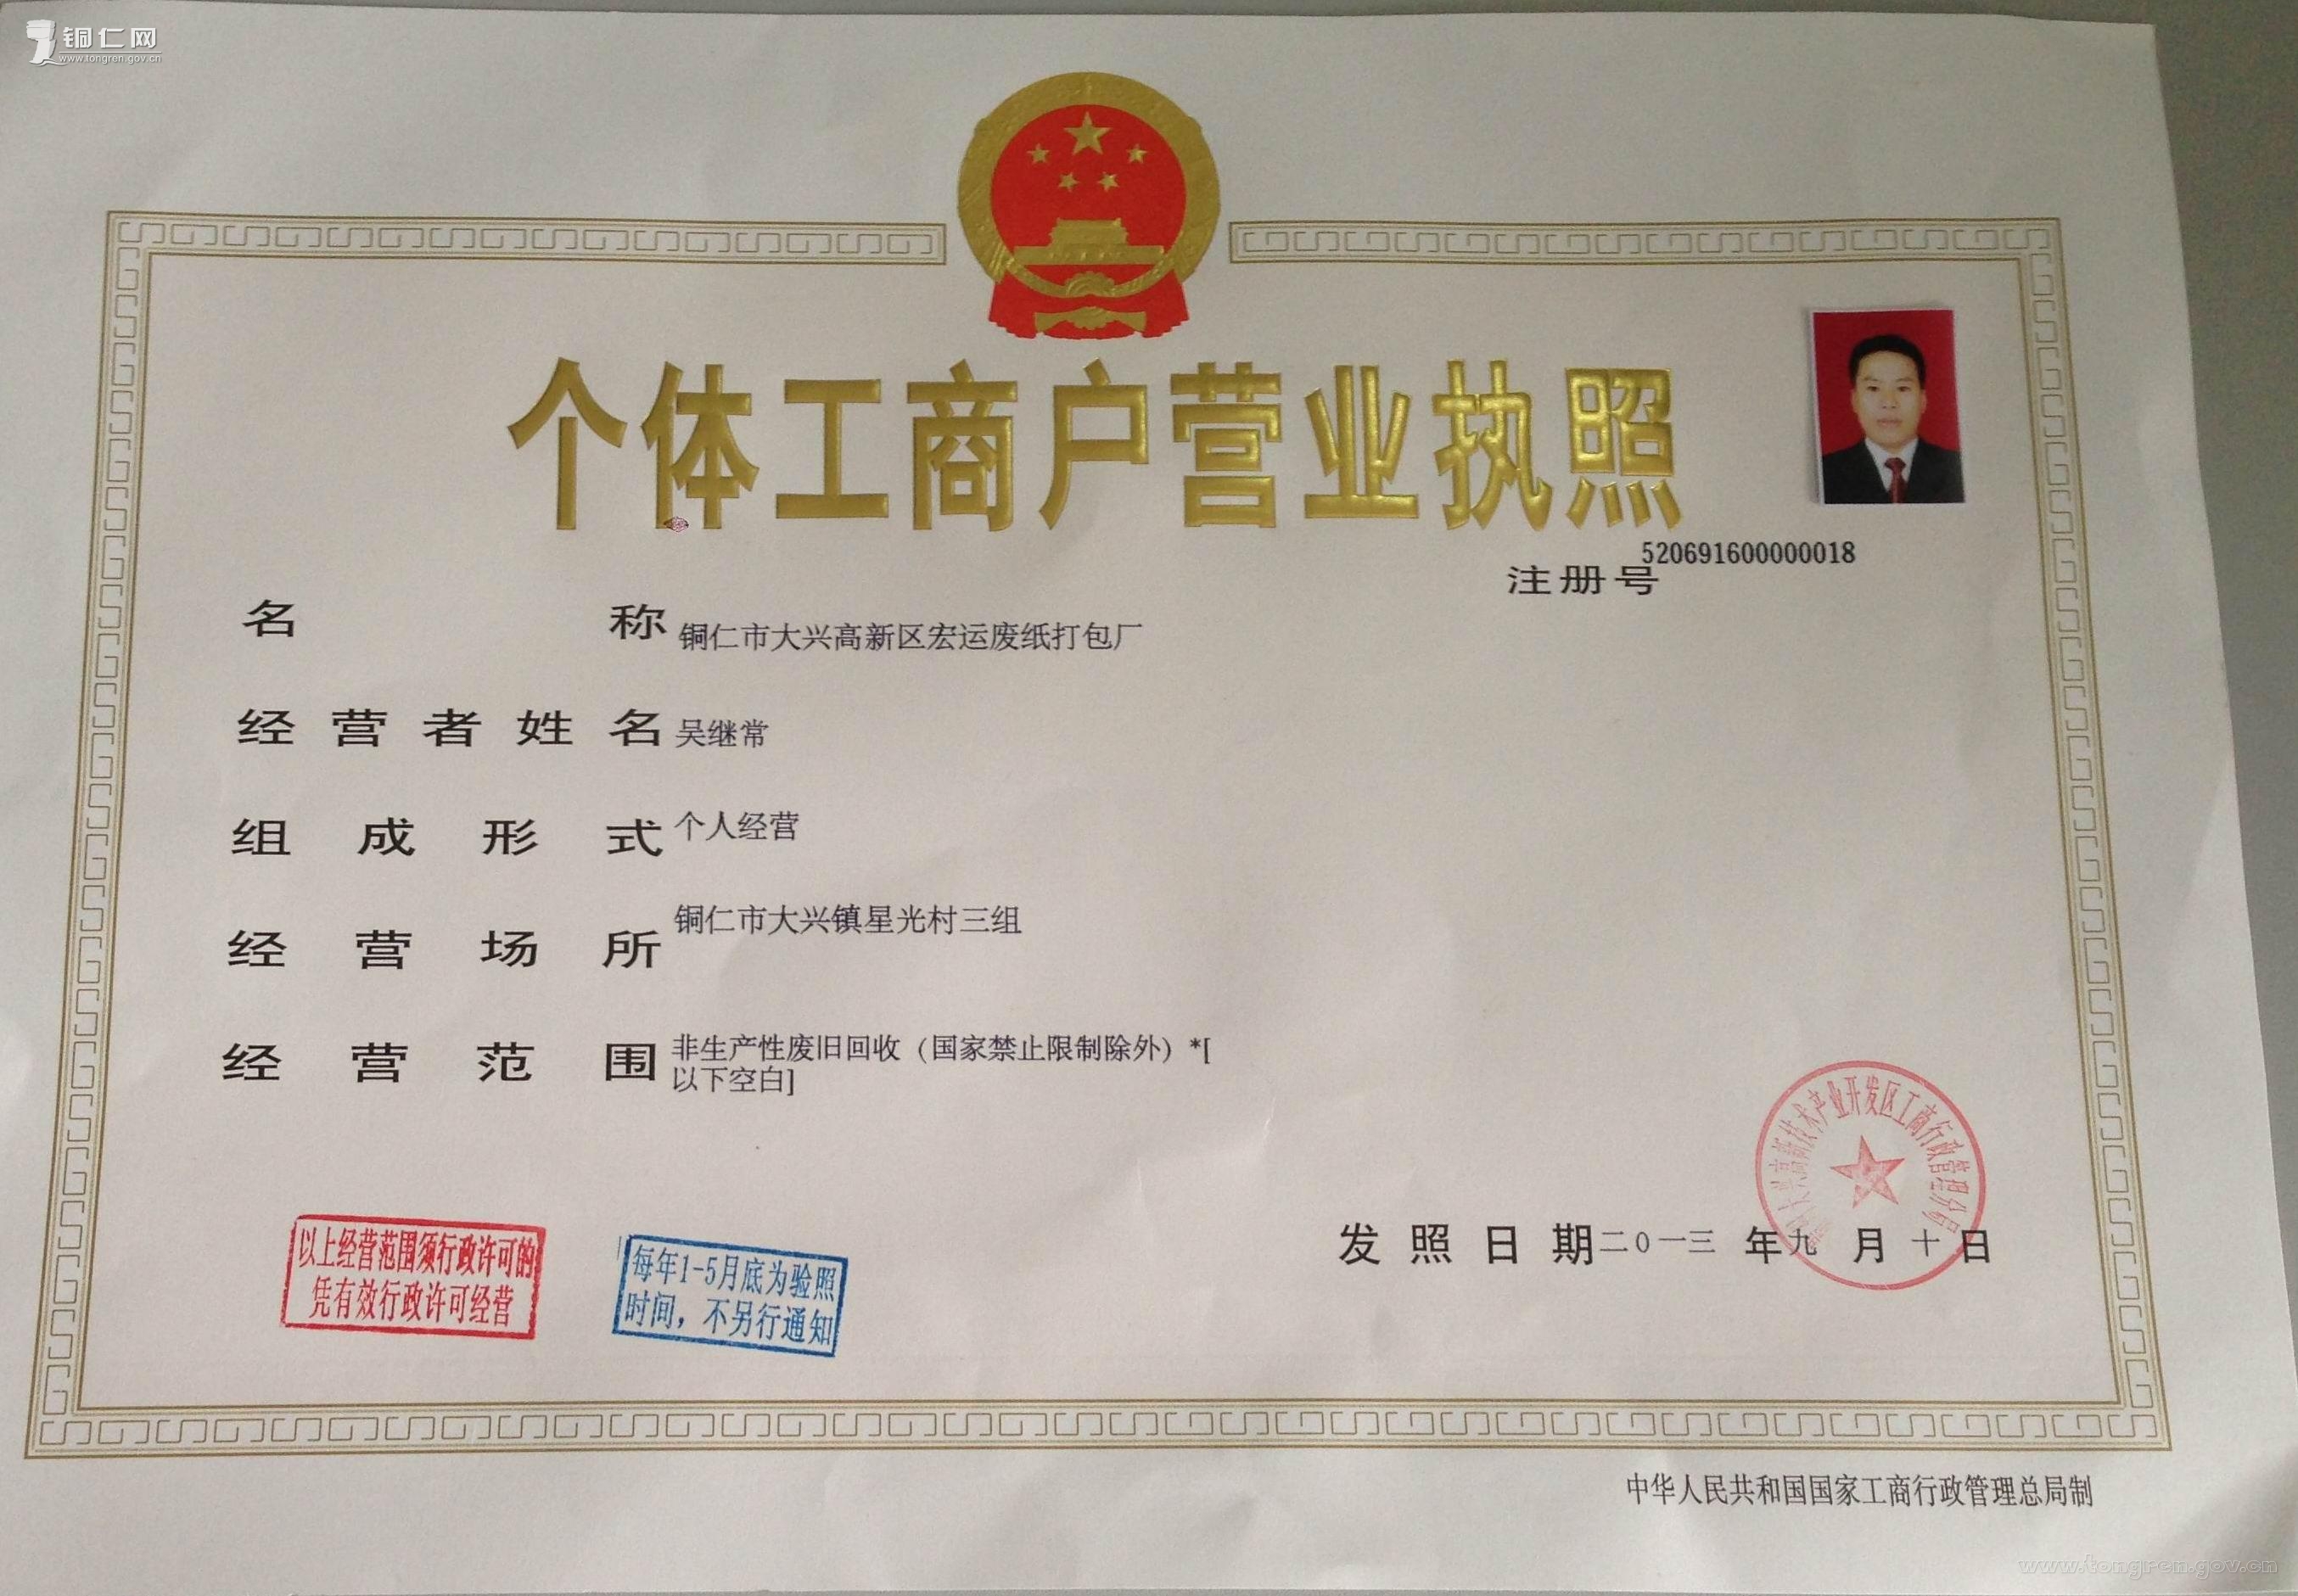 铜仁网
www.tongren.gov.cn
个体工商户营业执照
注册号 520691600000018
名称 铜仁市大兴高新区宏运废纸打包厂
经营者姓名 吴继常
组成形式 个人经营
经营场所 铜仁市大兴镇星光村三组
经营范围 非生产性废旧回收（国家禁止限制除外）*[
以下空白]
大兴高新技术产业开发区工商行政管理分局
以上经营范围须行政许可的
凭有效行政许可经营
每年1-5月底为验照
时间，不另行通知
发照日期 二0一三 年 九 月 十 日
中华人民共和国国家工商行政管理总局制
www.tongren.gov.cn